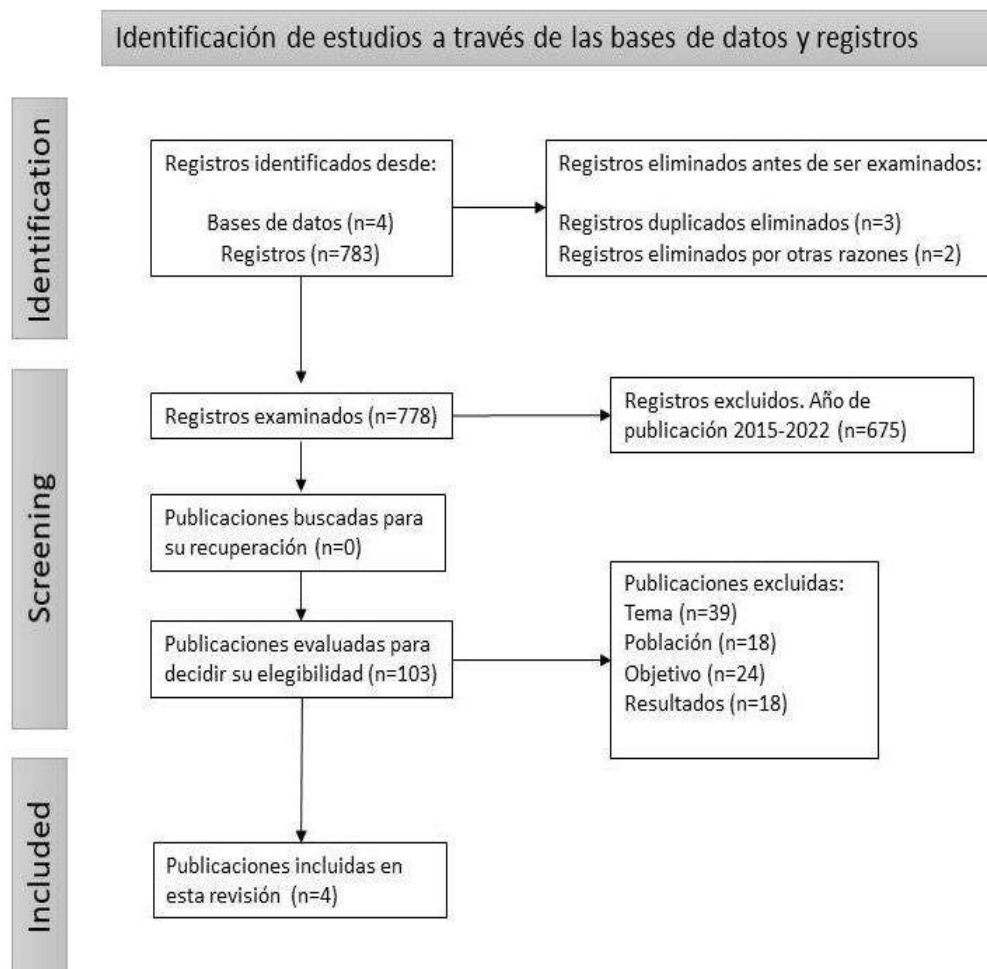 Identificación de estudios a través de las bases de datos y registros
Identification
Registros identificados desde:
Bases de datos (n=4)
Registros (n=783)
Registros eliminados antes de ser examinados:
Registros duplicados eliminados (n=3)
Registros eliminados por otras razones (n=2)
Screening
Registros examinados (n=778)
Registros excluidos. Año de
publicación 2015-2022 (n=675)
Publicaciones buscadas para
su recuperación (n=0)
Publicaciones evaluadas para
decidir su elegibilidad (n=103)
Publicaciones excluidas:
Tema (n=39)
Población (n=18)
Objetivo (n=24)
Resultados (n=18)
Included
Publicaciones incluidas en
esta revisión (n=4)